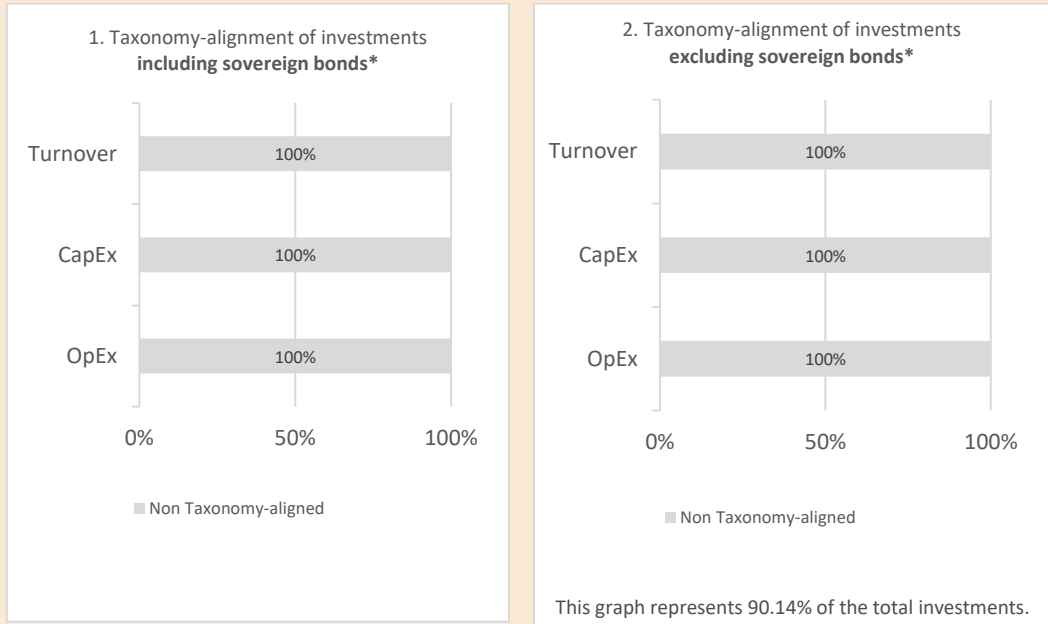 1. Taxonomy-alignment of investments
including sovereign bonds*
Turnover
100%
CapEx
100%
OpEx
100%
0%
50%
100%
Non Taxonomy-aligned
2. Taxonomy-alignment of investments
excluding sovereign bonds*
Turnover
100%
CapEx
100%
OpEx
100%
0%
50%
100%
Non Taxonomy-aligned
This graph represents 90.14% of the total investments.